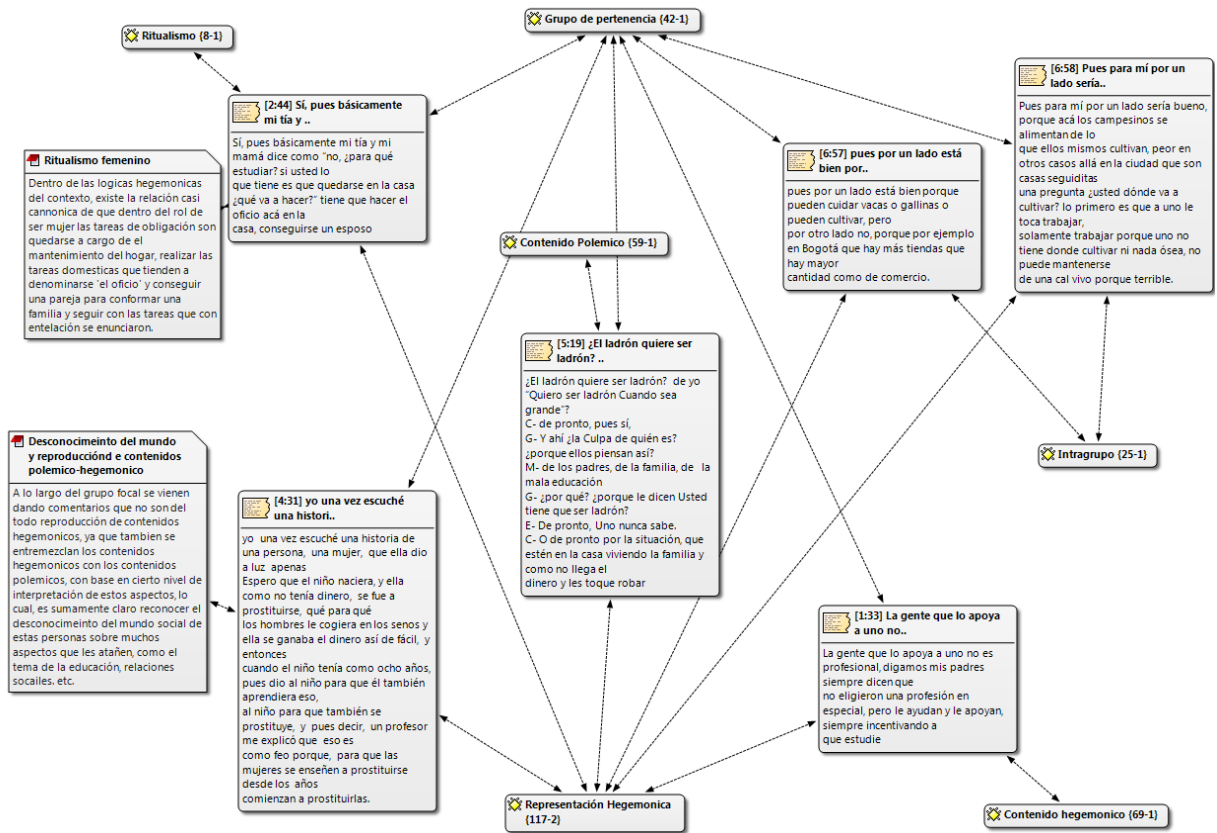 Grupo de pertenencia {42-1}
Ritualismo {8-1}
[2:44] Sí, pues básicamente
mi tía y ..
Sí, pues básicamente mi tía y mi
mamá dice como "no, ¿para qué
estudiar? si usted lo
que tiene es que quedarse en la casa
¿qué va a hacer?" tiene que hacer el
oficio acá en la
casa, conseguirse un esposo
Ritualismo femenino
Dentro de las logicas hegemonicas
del contexto, existe la relación casi
cannonica de que dentro del rol de
ser mujer las tareas de obligación son
quedarse a cargo de el
mantenimiento del hogar, realizar las
tareas domesticas que tienden a
denominarse `el oficio` y conseguir
una pareja para conformar una
familia y seguir con las tareas que con
entelación se enunciaron.
[6:57] pues por un lado está
bien por..
pues por un lado está bien porque
pueden cuidar vacas o gallinas o
pueden cultivar, pero
por otro lado no, porque por ejemplo
en Bogotá que hay más tiendas que
hay mayor
cantidad como de comercio.
[6:58] Pues para mí por un
lado sería..
Pues para mí por un lado sería bueno,
porque acá los campesinos se
alimentan de lo
que ellos mismos cultivan, peor en
otros casos allá en la ciudad que son
casas seguiditas
una pregunta ¿usted dónde va a
cultivar? lo primero es que a uno le
toca trabajar,
solamente trabajar porque uno no
tiene donde cultivar ni nada ósea, no
puede mantenerse
de una cal vivo porque terrible.
Contenido Polemico {59-1}
[5:19] ¿El ladrón quiere ser
ladrón? ..
¿El ladrón quiere ser ladrón? de yo
"Quiero ser ladrón Cuando sea
grande"?
C- de pronto, pues sí,
G- Y ahí ¿la Culpa de quién es?
¿porque ellos piensan así?
M- de los padres, de la familia, de la
mala educación
G- ¿por qué? ¿porque le dicen Usted
tiene que ser ladrón?
E- De pronto, Uno nunca sabe.
C- O de pronto por la situación, que
estén en la casa viviendo la familia y
como no llega el
dinero y les toque robar
Intragrupo {25-1}
Desconocimeinto del mundo
y reproducciónd e contenidos
polemico-hegemonico
A lo largo del grupo focal se vienen
dando comentarios que no son del
todo reproducción de contenidos
hegemonicos, ya que tambien se
entremezclan los contenidos
hegemonicos con los contenidos
polemicos, con base en cierto nivel de
interpretación de estos aspectos, lo
cual, es sumamente claro reconocer el
desconocimeinto del mundo social de
estas personas sobre muchos
aspectos que les atañen, como el
tema de la educación, relaciones
socailes. etc.
[4:31] yo una vez escuché
una histori..
yo una vez escuché una historia de
una persona, una mujer, que ella dio
a luz apenas
Espero que el niño naciera, y ella
como no tenía dinero, se fue a
prostituirse, qué para qué
los hombres le cogiera en los senos y
ella se ganaba el dinero así de fácil, y
entonces
cuando el niño tenía como ocho años,
pues dio al niño para que él también
aprendiera eso,
al niño para que también se
prostituye, y pues decir, un profesor
me explicó que eso es
como feo porque, para que las
mujeres se enseñen a prostituirse
desde los años
comienzan a prostituirlas.
[1:33] La gente que lo apoya
a uno no..
La gente que lo apoya a uno no es
profesional, digamos mis padres
siempre dicen que
no eligieron una profesión en
especial, pero le ayudan y le apoyan,
siempre incentivando a
que estudie
Representación Hegemonica
{117-2}
Contenido hegemonico {69-1}